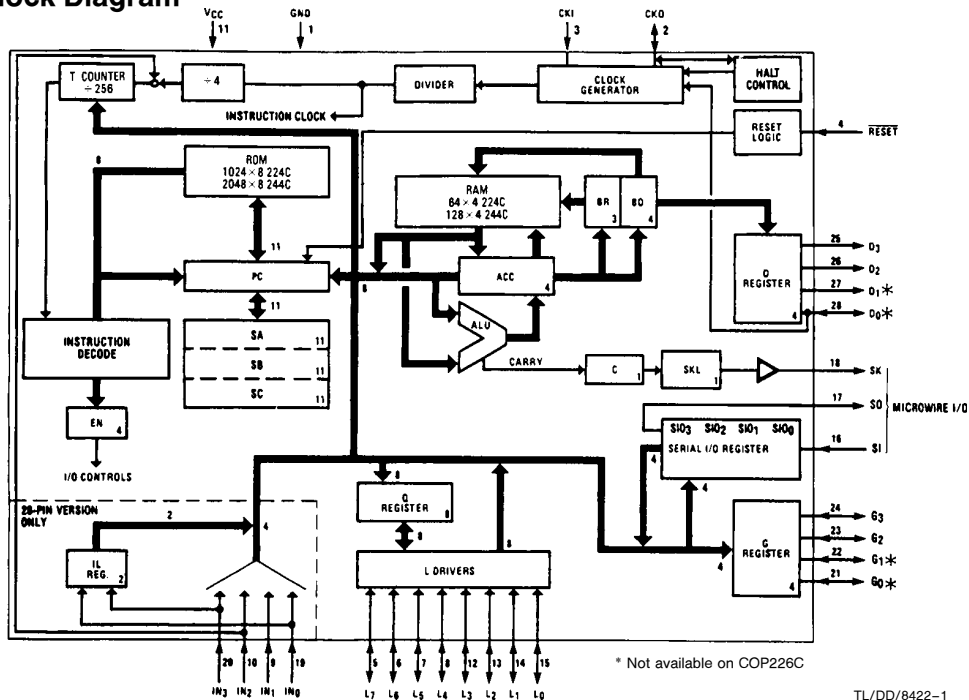 lock Diagram
VCC
11
GND
1
CKI
3
CKO
2
T COUNTER
÷ 256
÷ 4
DIVIDER
CLOCK
GENERATOR
HALT
CONTROL
INSTRUCTION CLOCK
RESET
LOGIC
4
RESET
8
ROM
1024 × 8 224C
2048 × 8 244C
RAM
64 × 4 224C
128 × 4 244C
BR
3
BD
4
11
PC
8
ACC
4
D
REGISTER
4
25
D3
26
D2
27
D1*
28
D0*
11
INSTRUCTION
DECODE
SA
11
SB
11
SC
11
ALU
CARRY
C
1
SKL
1
18
SK
17
SO
MICROWIRE I/O
16
SI
EN
4
I/O CONTROLS
SIO3 SIO2 SIO1 SIO0
SERIAL I/O REGISTER
4
4
28-PIN VERSION
ONLY
2
4
IL
REG.
2
Q
REGISTER
8
8
8
L DRIVERS
4
G
REGISTER
4
24
G3
23
G2
22
G1*
21
G0*
20
10
9
19
IN3
IN2
IN1
IN0
5
6
7
8
12
13
14
15
L7
L6
L5
L4
L3
L2
L1
L0
* Not available on COP226C
TL/DD/8422–1